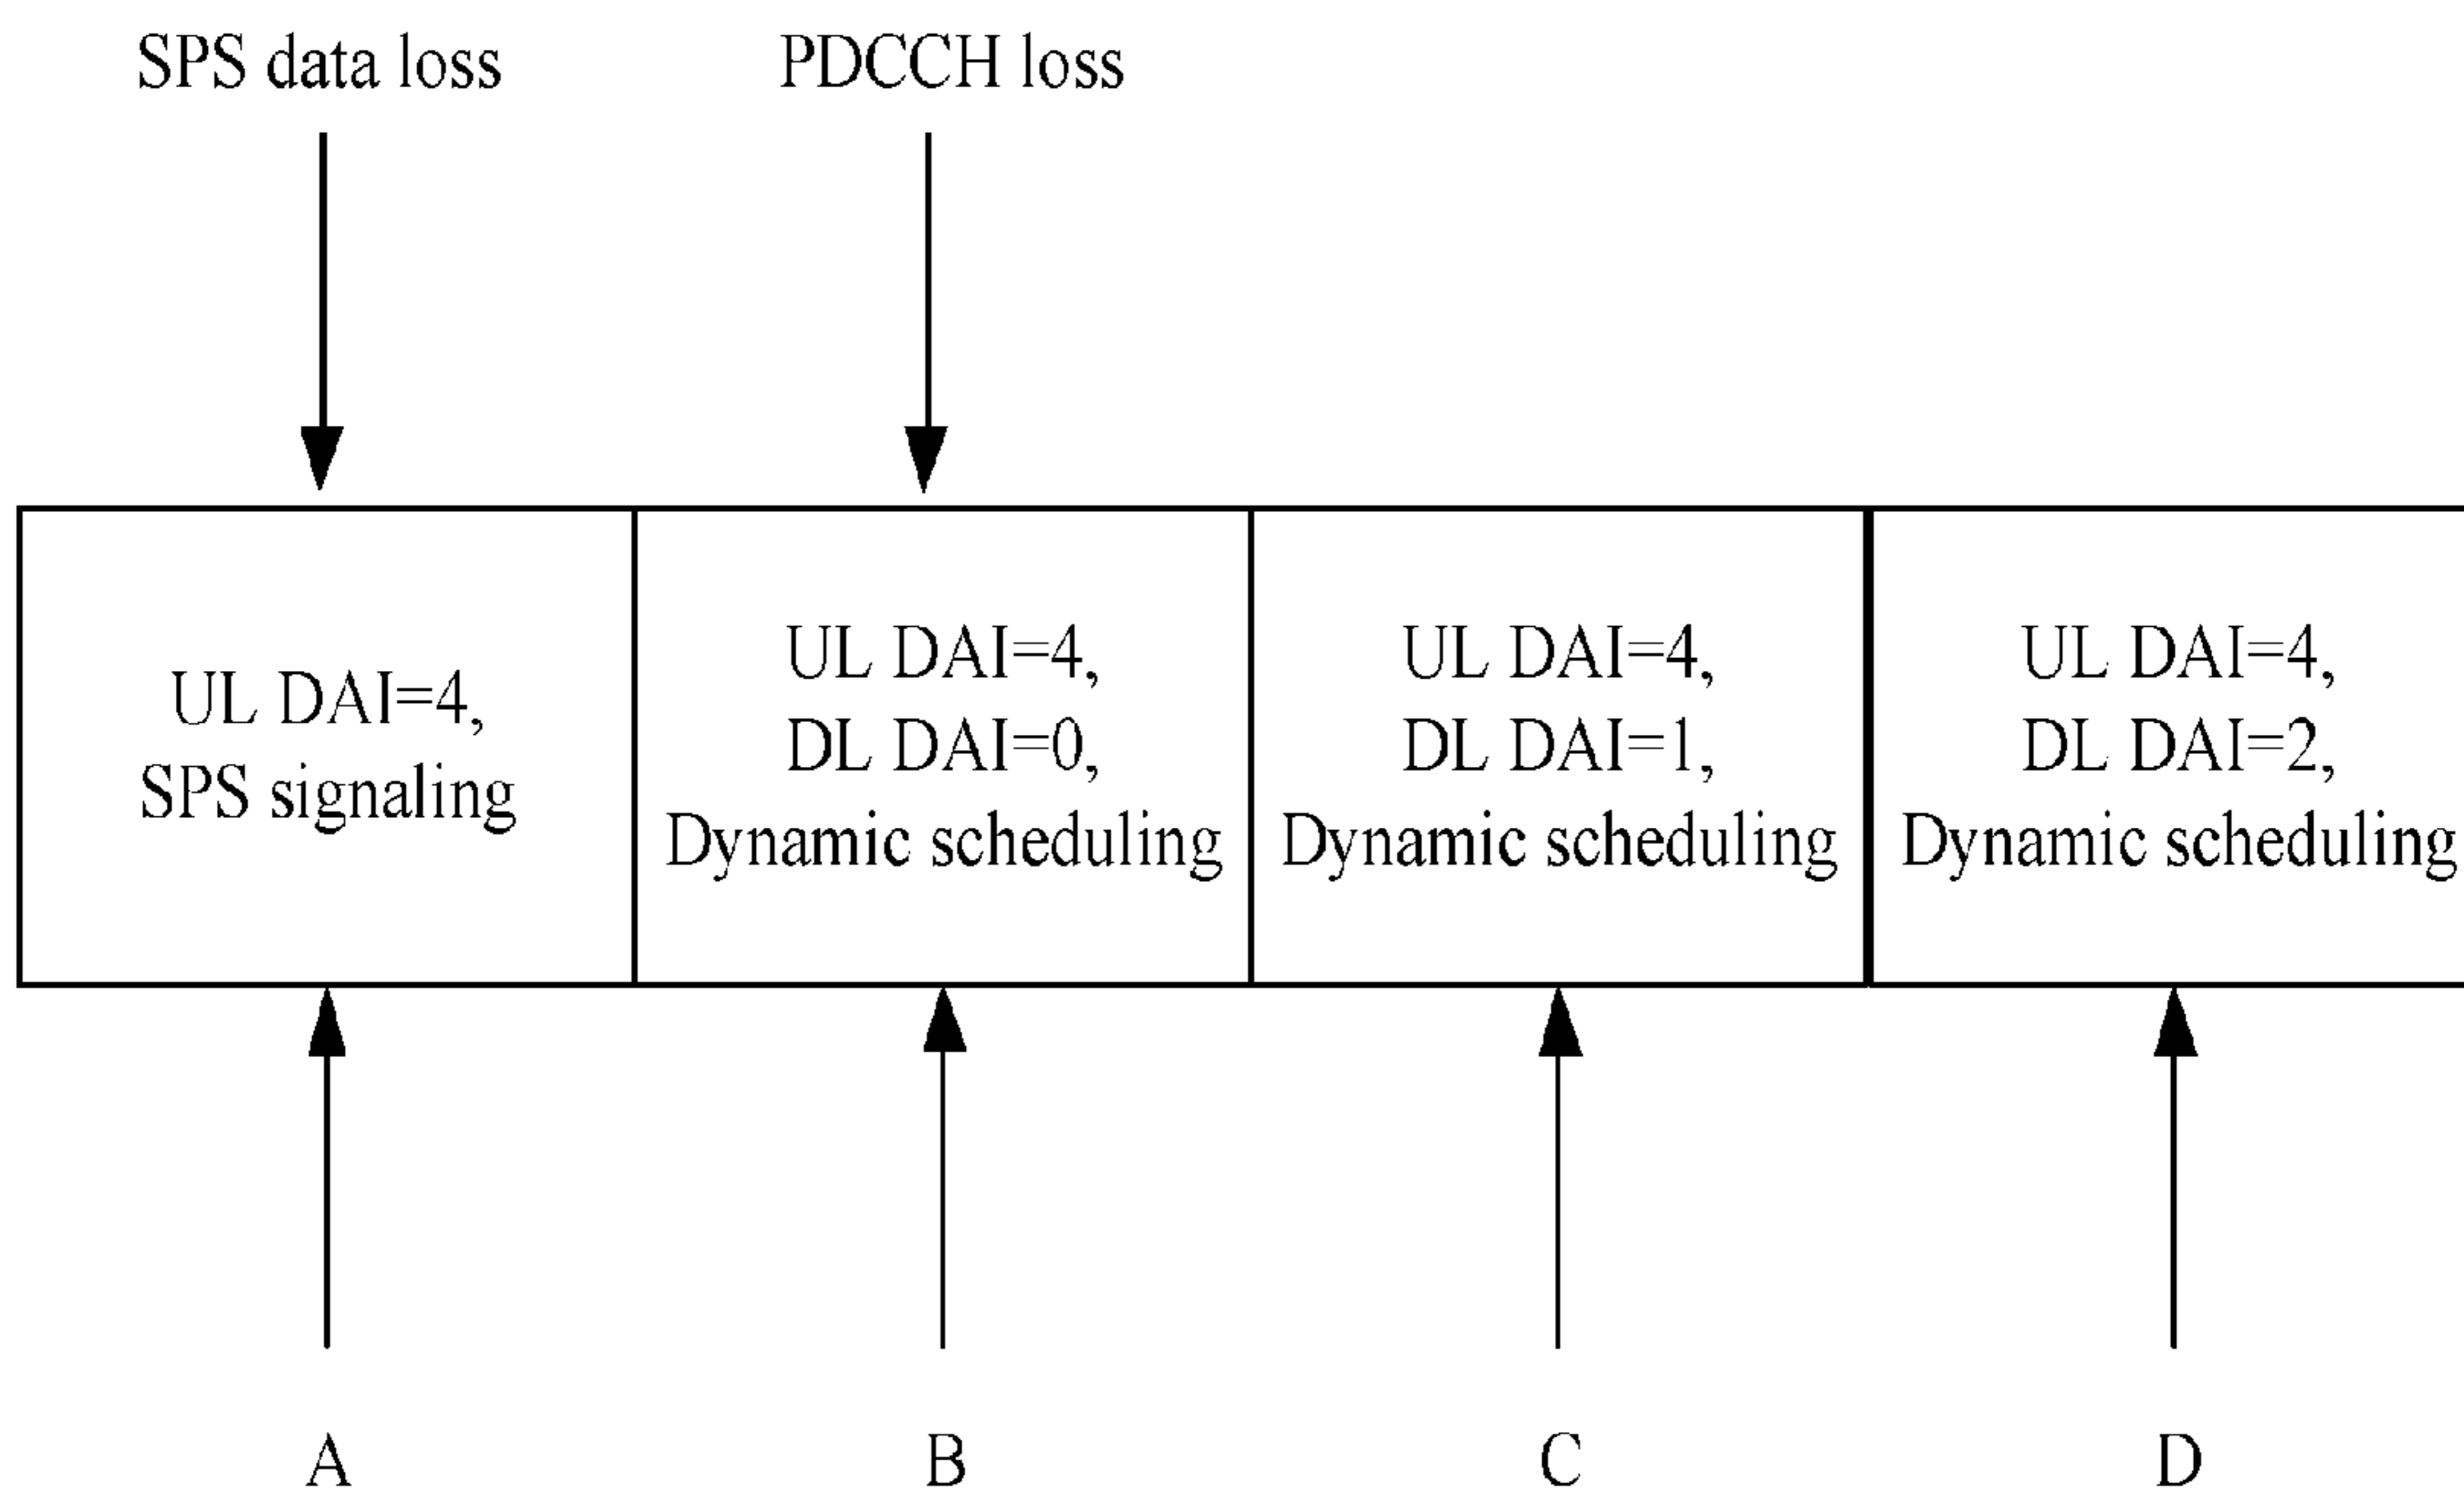 SPS data loss
PDCCH loss
UL DAI=4,
SPS signaling
UL DAI=4,
DL DAI=0,
Dynamic scheduling
UL DAI=4,
DL DAI=1,
Dynamic scheduling
UL DAI=4,
DL DAI=2,
Dynamic scheduling
A
B
C
D